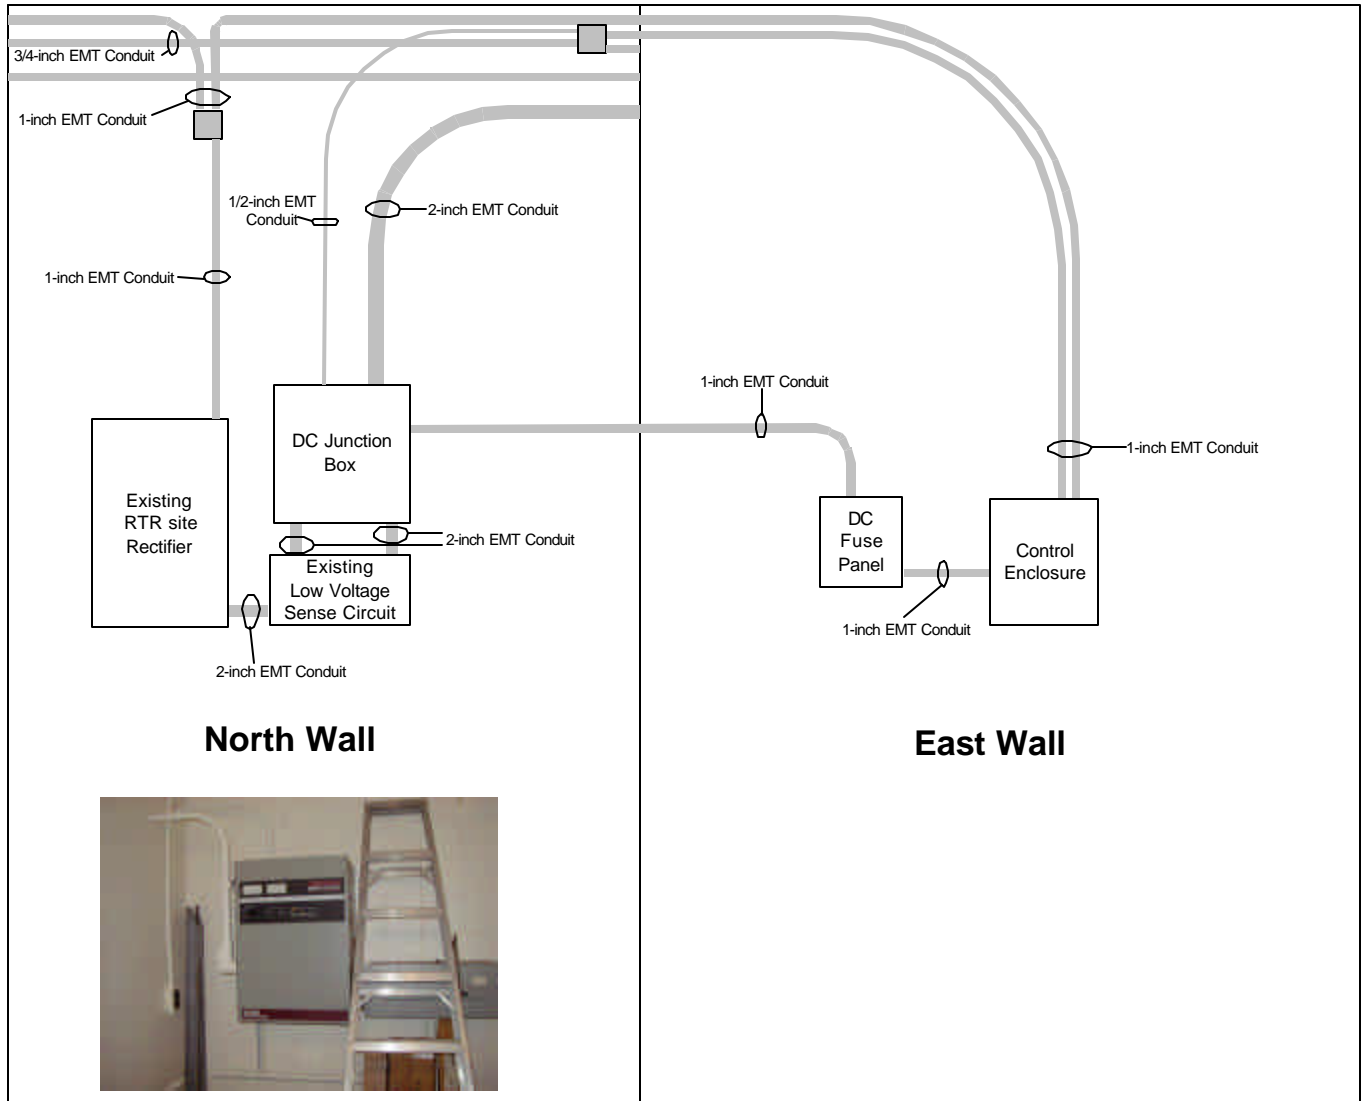 3/4-inch EMT Conduit
1-inch EMT Conduit
1/2-inch EMT
Conduit
2-inch EMT Conduit
1-inch EMT Conduit
1-inch EMT Conduit
DC Junction
Box
1-inch EMT Conduit
Existing
RTR site
Rectifier
2-inch EMT Conduit
DC
Fuse
Panel
Control
Enclosure
Existing
Low Voltage
Sense Circuit
1-inch EMT Conduit
2-inch EMT Conduit
North Wall
East Wall